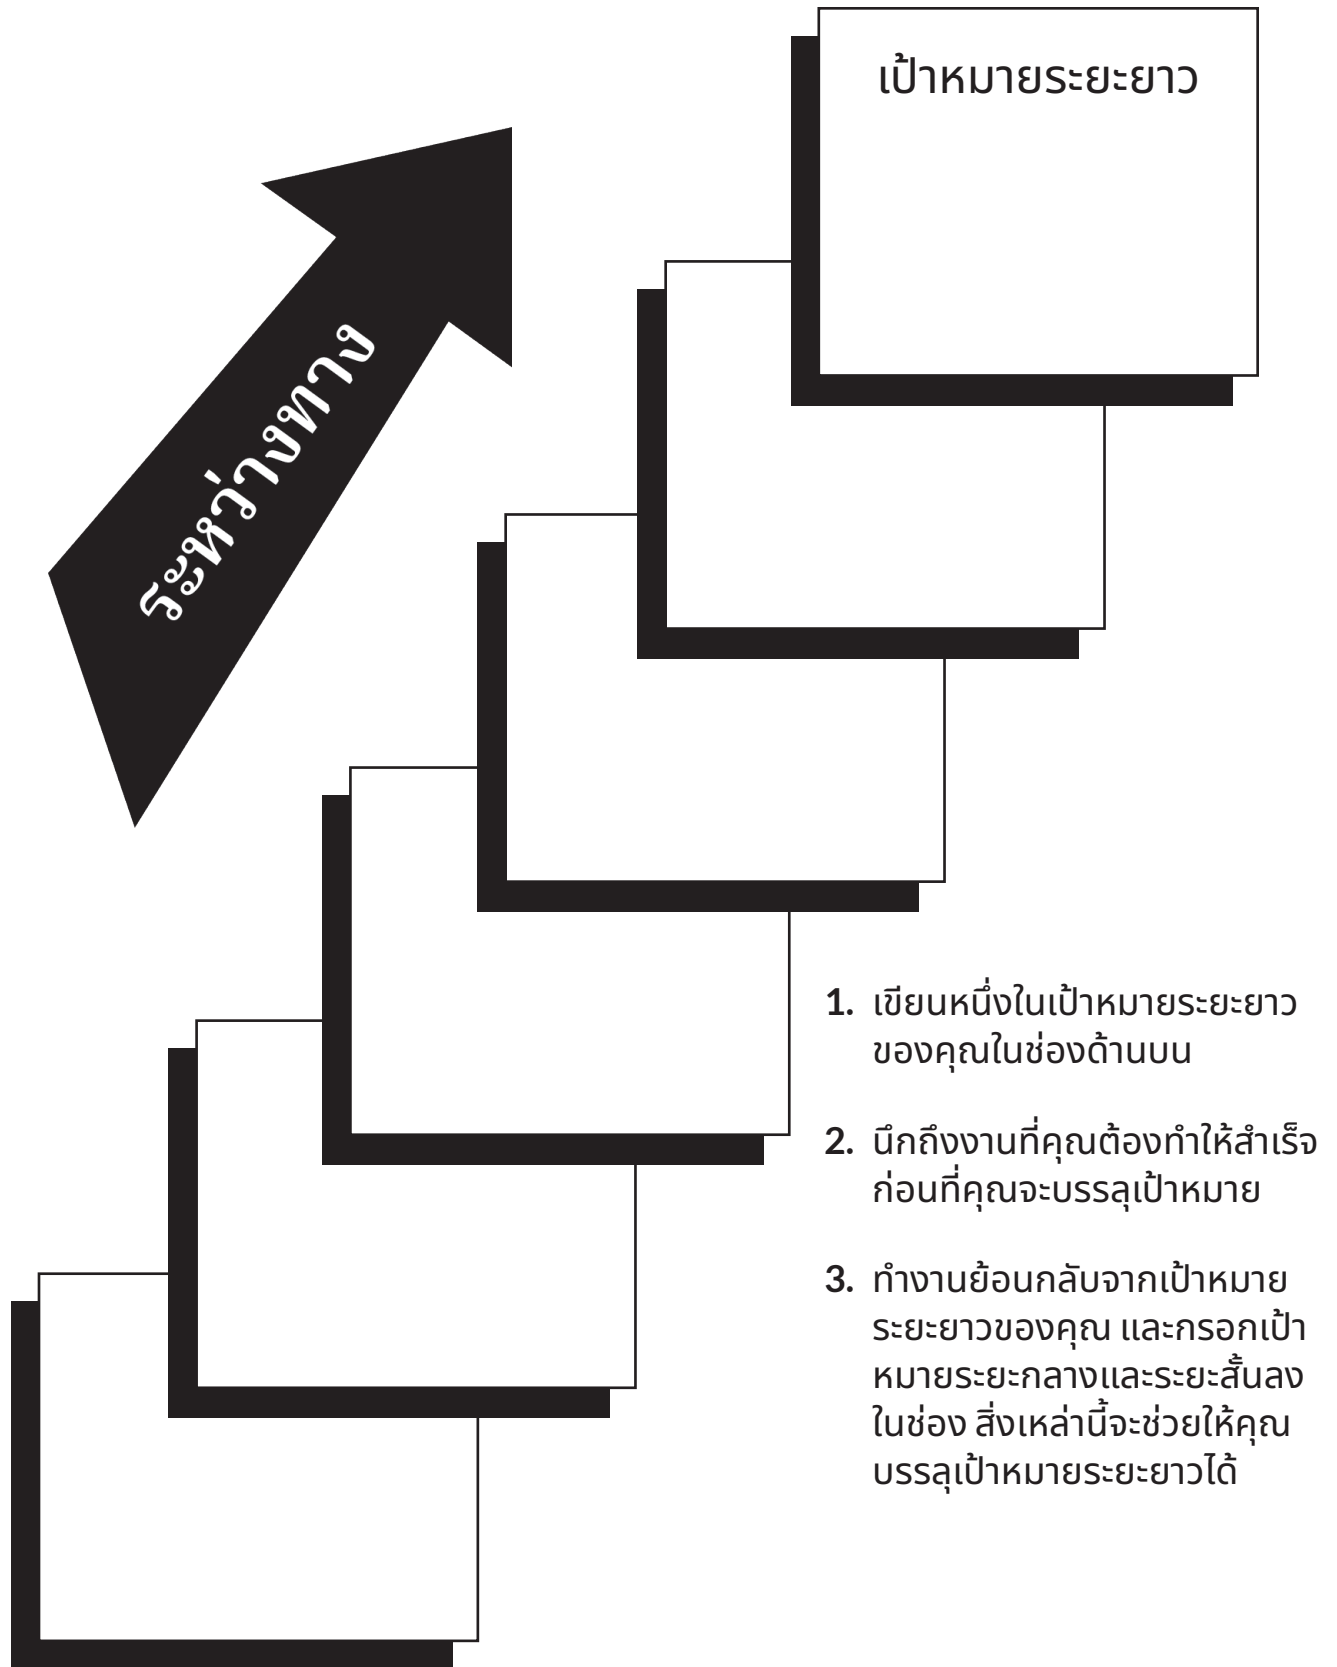 เป้าหมายระยะยาว
ระหว่างทาง
1. เขียนหนึ่งในเป้าหมายระยะยาว
ของคุณในช่องด้านบน
2. นึกถึงงานที่คุณต้องทำให้สำเร็จ
ก่อนที่คุณจะบรรลุเป้าหมาย
3. ทำงานย้อนกลับจากเป้าหมาย
ระยะยาวของคุณ และกรอกเป้า
หมายระยะกลางและระยะสั้นลง
ในช่อง สิ่งเหล่านี้จะช่วยให้คุณ
บรรลุเป้าหมายระยะยาวได้